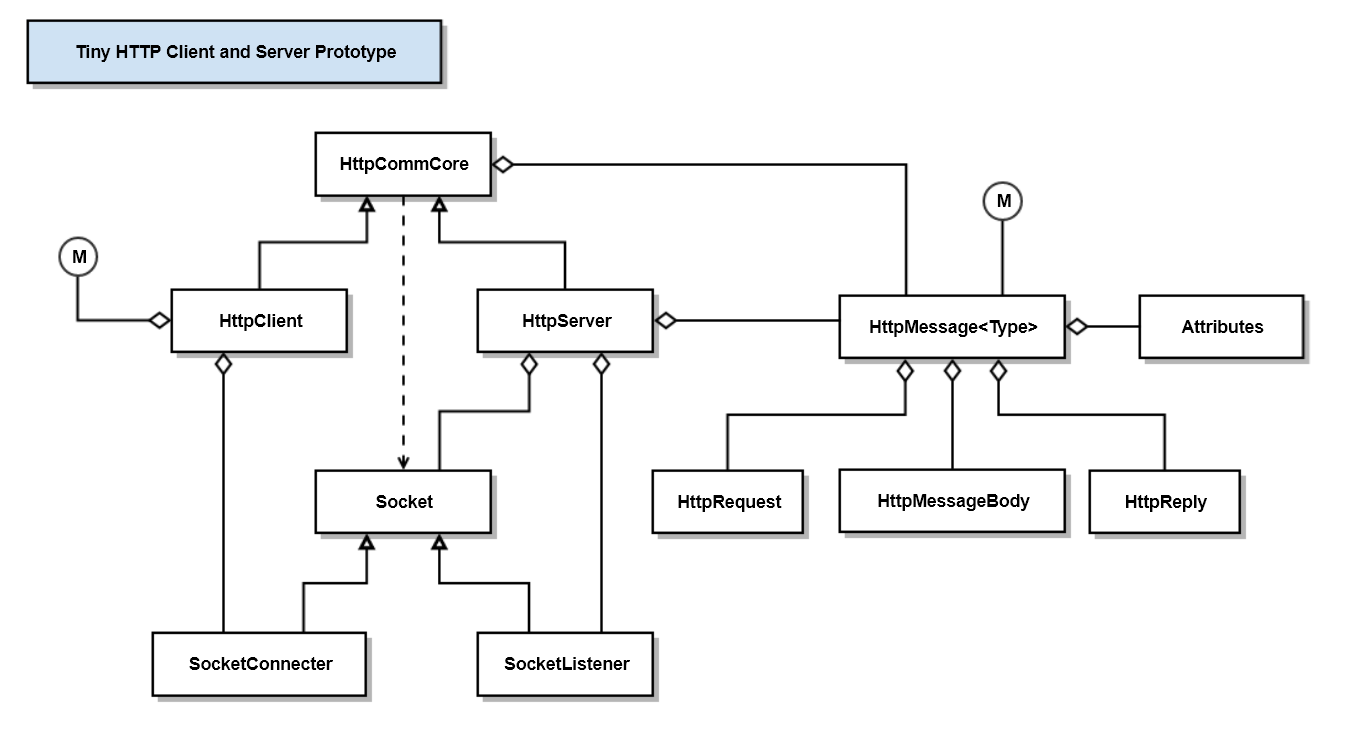 Tiny HTTP Client and Server Prototype
HttpCommCore
M
M
HttpClient
HttpServer
HttpMessage<Type>
Attributes
Socket
HttpRequest
HttpMessageBody
HttpReply
SocketConnecter
SocketListener